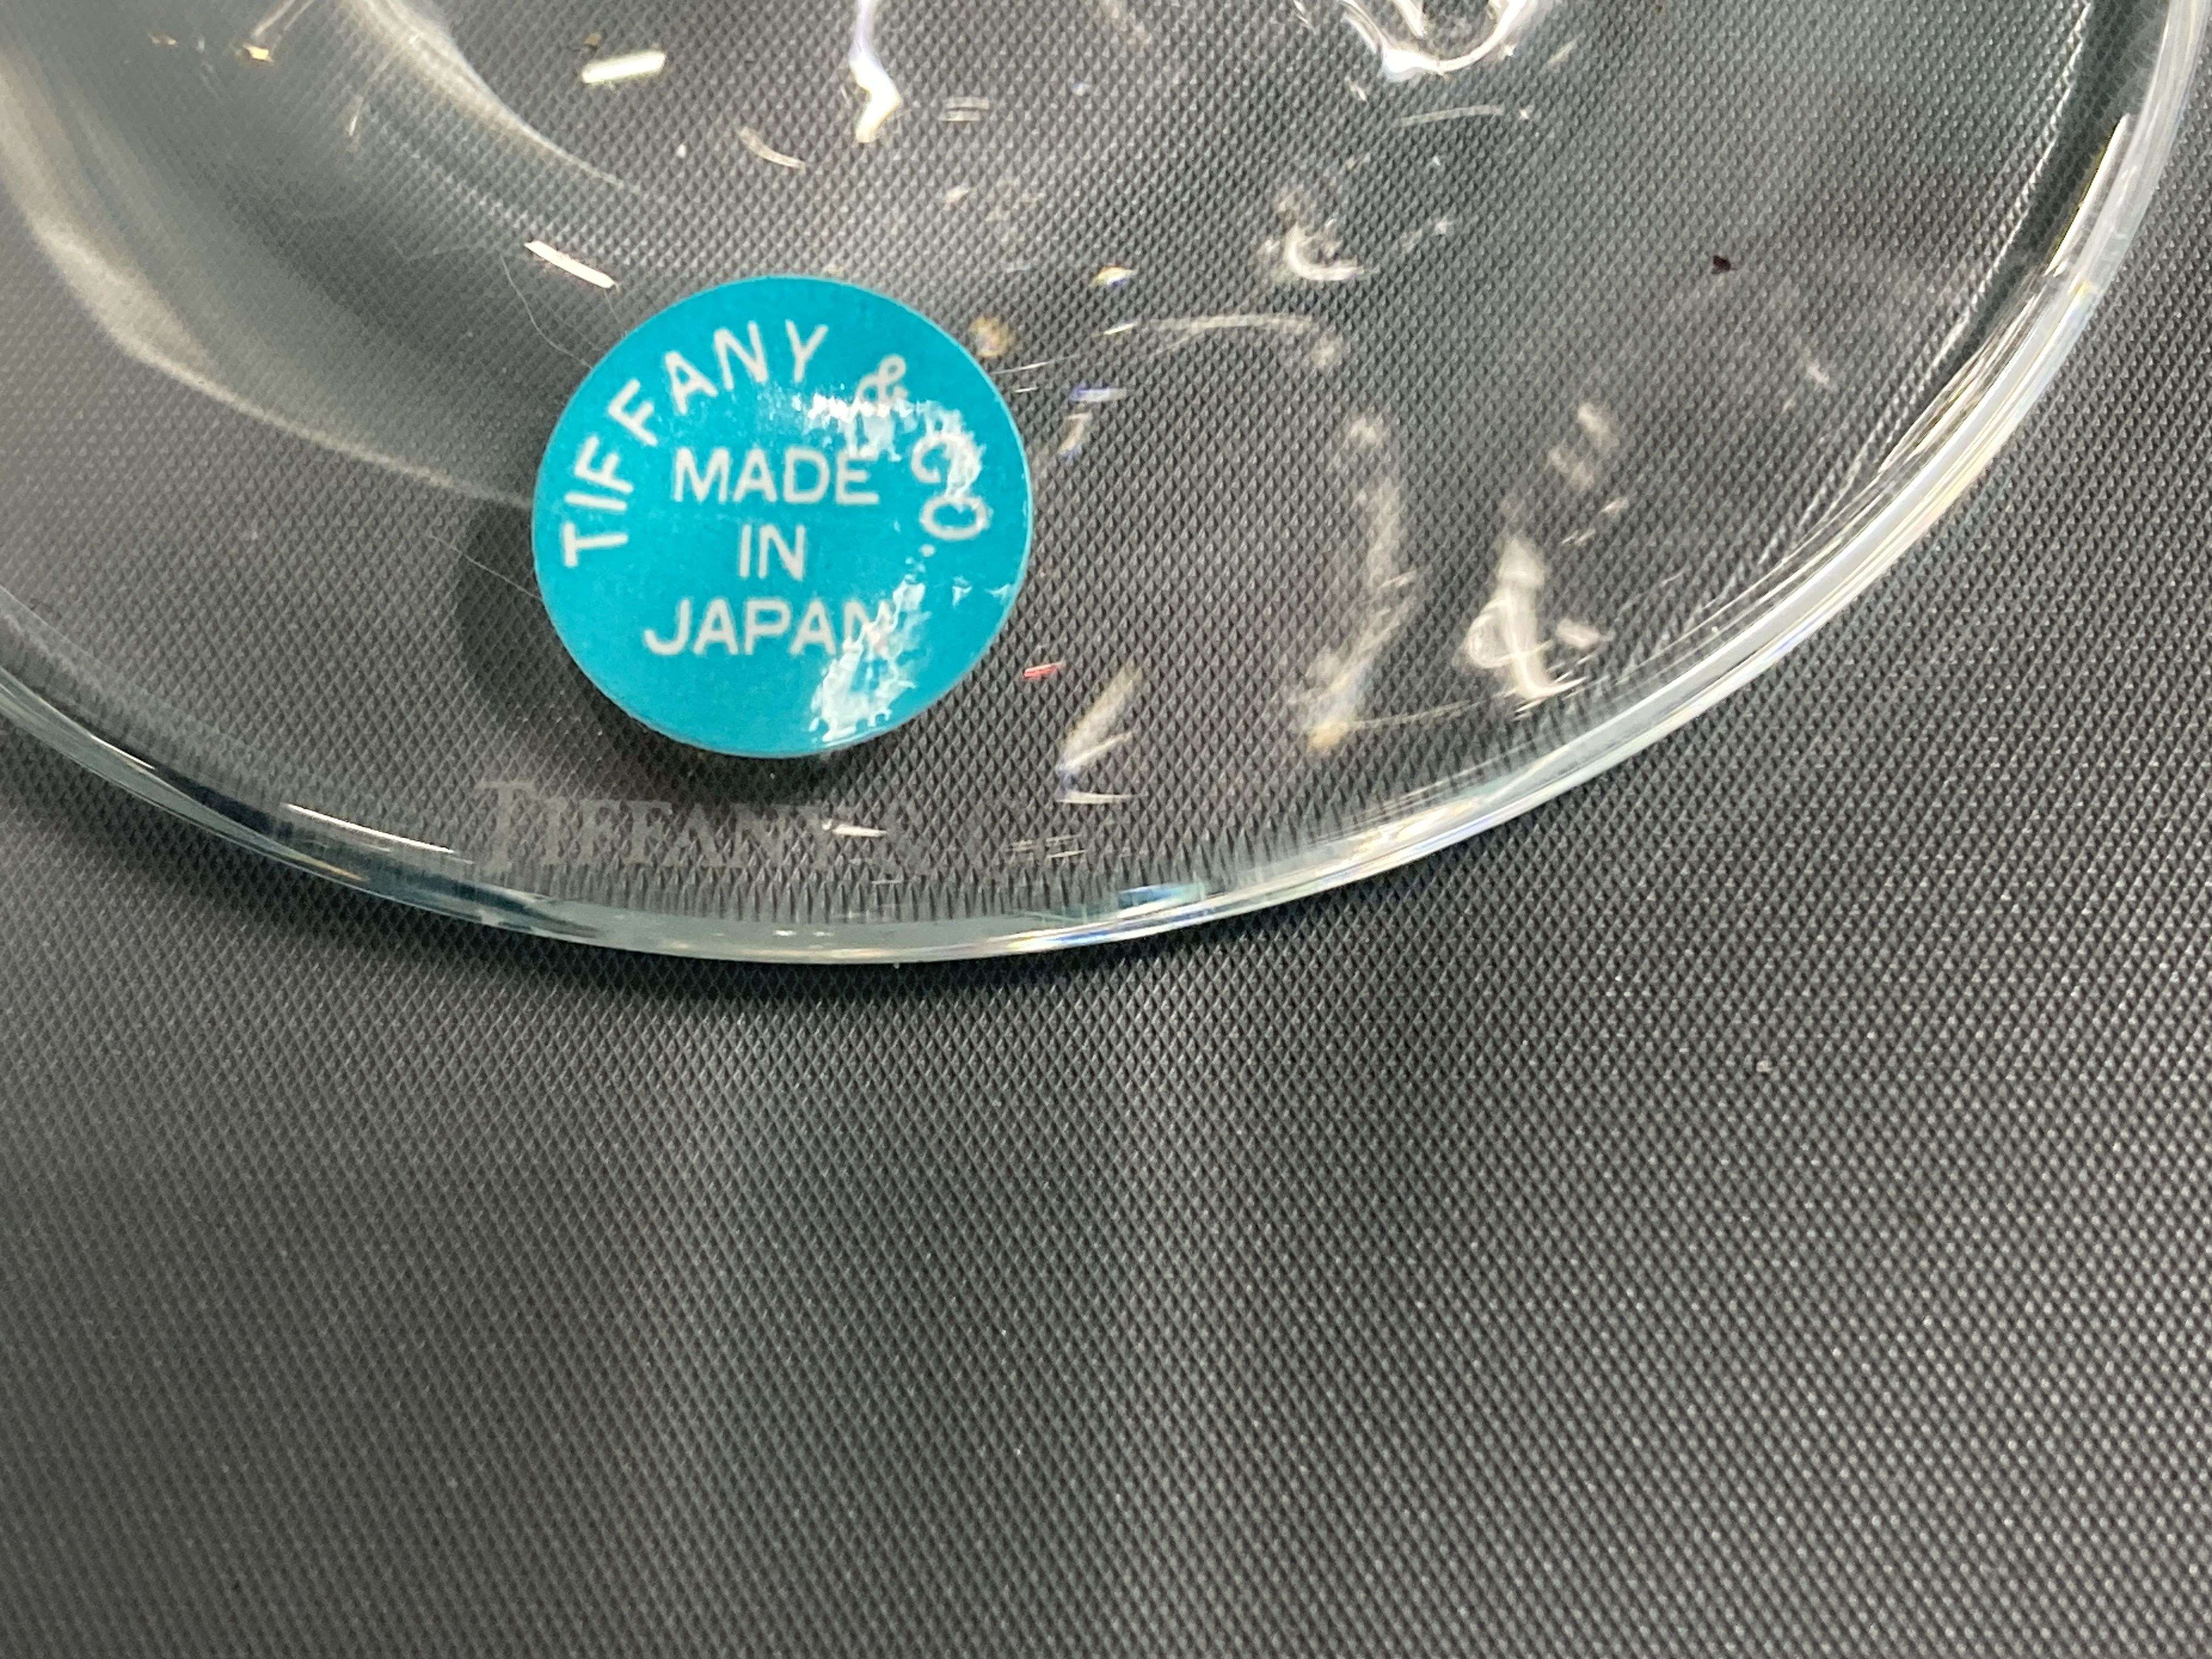 TIFFANY & CO.
MADE
IN
JAPAN
TIFFANY &